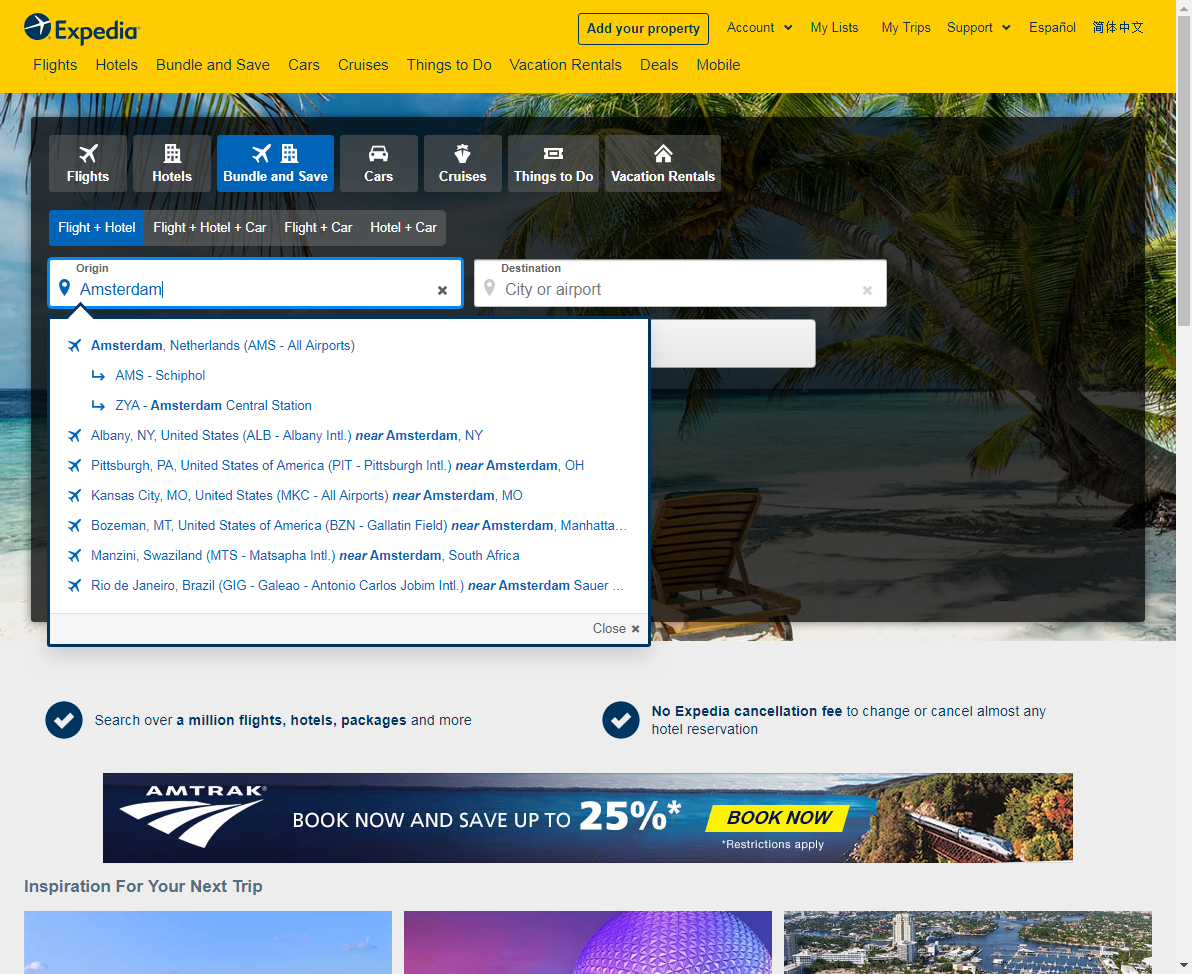 Expedia
Add your property
Account
My Lists
My Trips
Support
Español
简体中文
Flights
Hotels
Bundle and Save
Cars
Cruises
Things to Do
Vacation Rentals
Deals
Mobile
Flights
Hotels
Bundle and Save
Cars
Cruises
Things to Do
Vacation Rentals
Flight + Hotel
Flight + Hotel + Car
Flight + Car
Hotel + Car
Origin
Amsterdam
Destination
City or airport
Amsterdam, Netherlands (AMS - All Airports)
AMS - Schiphol
ZYA - Amsterdam Central Station
Albany, NY, United States (ALB - Albany Intl.) near Amsterdam, NY
Pittsburgh, PA, United States of America (PIT - Pittsburgh Intl.) near Amsterdam, OH
Kansas City, MO, United States (MKC - All Airports) near Amsterdam, MO
Bozeman, MT, United States of America (BZN - Gallatin Field) near Amsterdam, Manhatta…
Manzini, Swaziland (MTS - Matsapha Intl.) near Amsterdam, South Africa
Rio de Janeiro, Brazil (GIG - Galeao - Antonio Carlos Jobim Intl.) near Amsterdam Sauer …
Close
Search over a million flights, hotels, packages and more
No Expedia cancellation fee to change or cancel almost any
hotel reservation
AMTRAK®
BOOK NOW AND SAVE UP TO 25%*
BOOK NOW
*Restrictions apply
Inspiration For Your Next Trip